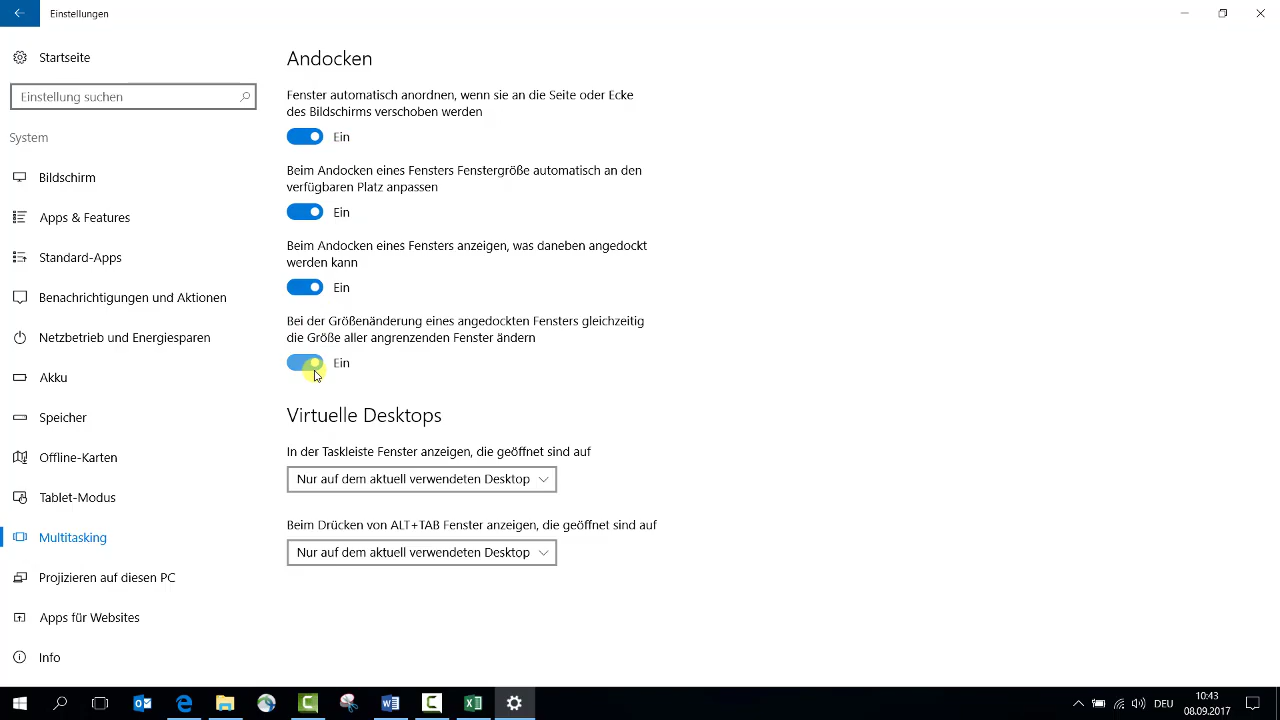 Einstellungen
Startseite
Einstellung suchen
System
Bildschirm
Apps & Features
Standard-Apps
Benachrichtigungen und Aktionen
Netzbetrieb und Energiesparen
Akku
Speicher
Offline-Karten
Tablet-Modus
Multitasking
Projizieren auf diesen PC
Apps für Websites
Info
Andocken
Fenster automatisch anordnen, wenn sie an die Seite oder Ecke
des Bildschirms verschoben werden
Ein
Beim Andocken eines Fensters Fenstergröße automatisch an den
verfügbaren Platz anpassen
Ein
Beim Andocken eines Fensters anzeigen, was daneben angedockt
werden kann
Ein
Bei der Größenänderung eines angedockten Fensters gleichzeitig
die Größe aller angrenzenden Fenster ändern
Ein
Virtuelle Desktops
In der Taskleiste Fenster anzeigen, die geöffnet sind auf
Nur auf dem aktuell verwendeten Desktop
Beim Drücken von ALT+TAB Fenster anzeigen, die geöffnet sind auf
Nur auf dem aktuell verwendeten Desktop
DEU
10:43
08.09.2017